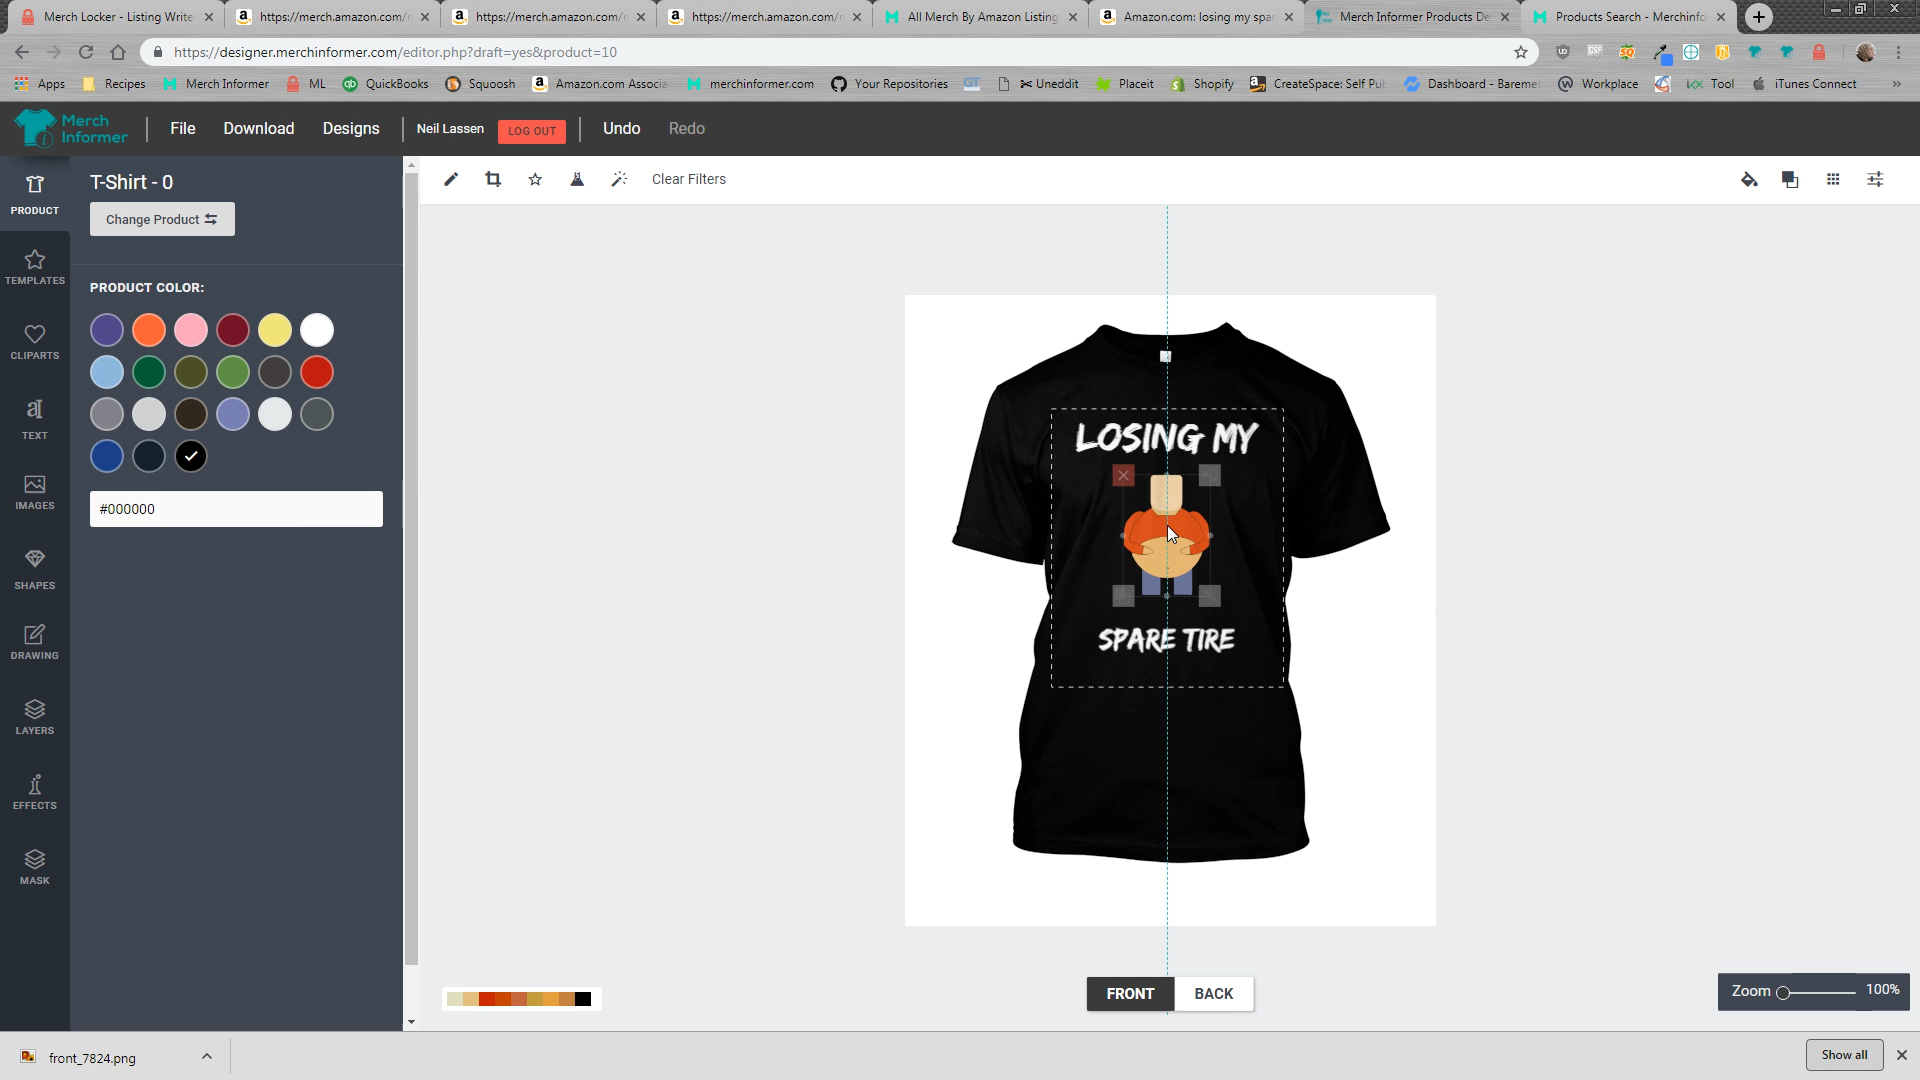 Merch Locker - Listing Write
https://merch.amazon.com/
https://merch.amazon.com/
https://merch.amazon.com/
All Merch By Amazon Listing
Amazon.com: losing my spa
Merch Informer Products De
Products Search - Merchinfo
https://designer.merchinformer.com/editor.php?draft=yes&product=10
Apps
Recipes
Merch Informer
ML
QuickBooks
Squoosh
Amazon.com Associa
merchinformer.com
Your Repositories
GT
Uneddit
Placeit
Shopify
CreateSpace: Self Pub
Dashboard - Baremet
Workplace
Tool
iTunes Connect
»
Merch Informer
File
Download
Designs
Neil Lassen
LOG OUT
Undo
Redo
PRODUCT
TEMPLATES
CLIPARTS
TEXT
IMAGES
SHAPES
DRAWING
LAYERS
EFFECTS
MASK
T-Shirt - 0
Change Product
PRODUCT COLOR:
#000000
Clear Filters
LOSING MY
SPARE TIRE
FRONT
BACK
Zoom
100%
front_7824.png
Show all